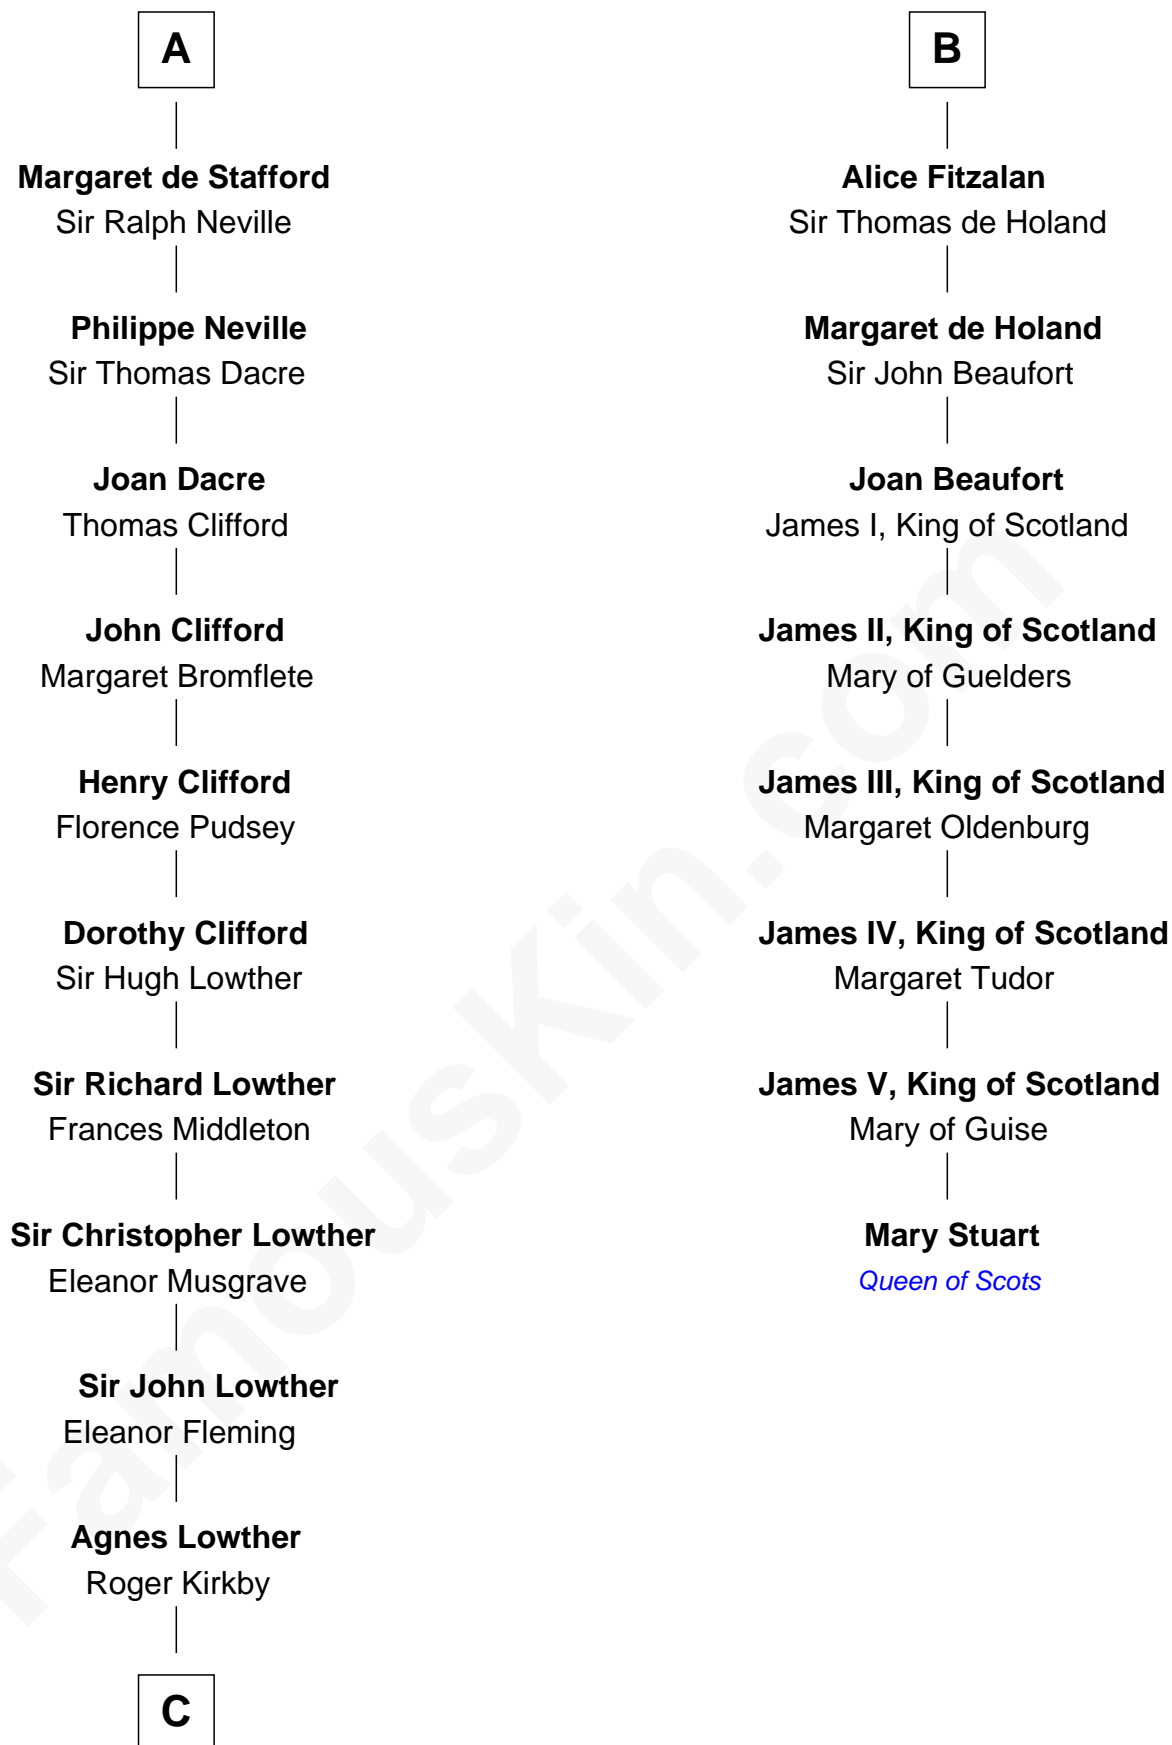 A
Margaret de Stafford
Sir Ralph Neville
Philippe Neville
Sir Thomas Dacre
Joan Dacre
Thomas Clifford
John Clifford
Margaret Bromflete
Henry Clifford
Florence Pudsey
Dorothy Clifford
Sir Hugh Lowther
Sir Richard Lowther
Frances Middleton
Sir Christopher Lowther
Eleanor Musgrave
Sir John Lowther
Eleanor Fleming
Agnes Lowther
Roger Kirkby
C
B
Alice Fitzalan
Sir Thomas de Holand
Margaret de Holand
Sir John Beaufort
Joan Beaufort
James I, King of Scotland
James II, King of Scotland
Mary of Guelders
James III, King of Scotland
Margaret Oldenburg
James IV, King of Scotland
Margaret Tudor
James V, King of Scotland
Mary of Guise
Mary Stuart
Queen of Scots
FamousKin.com